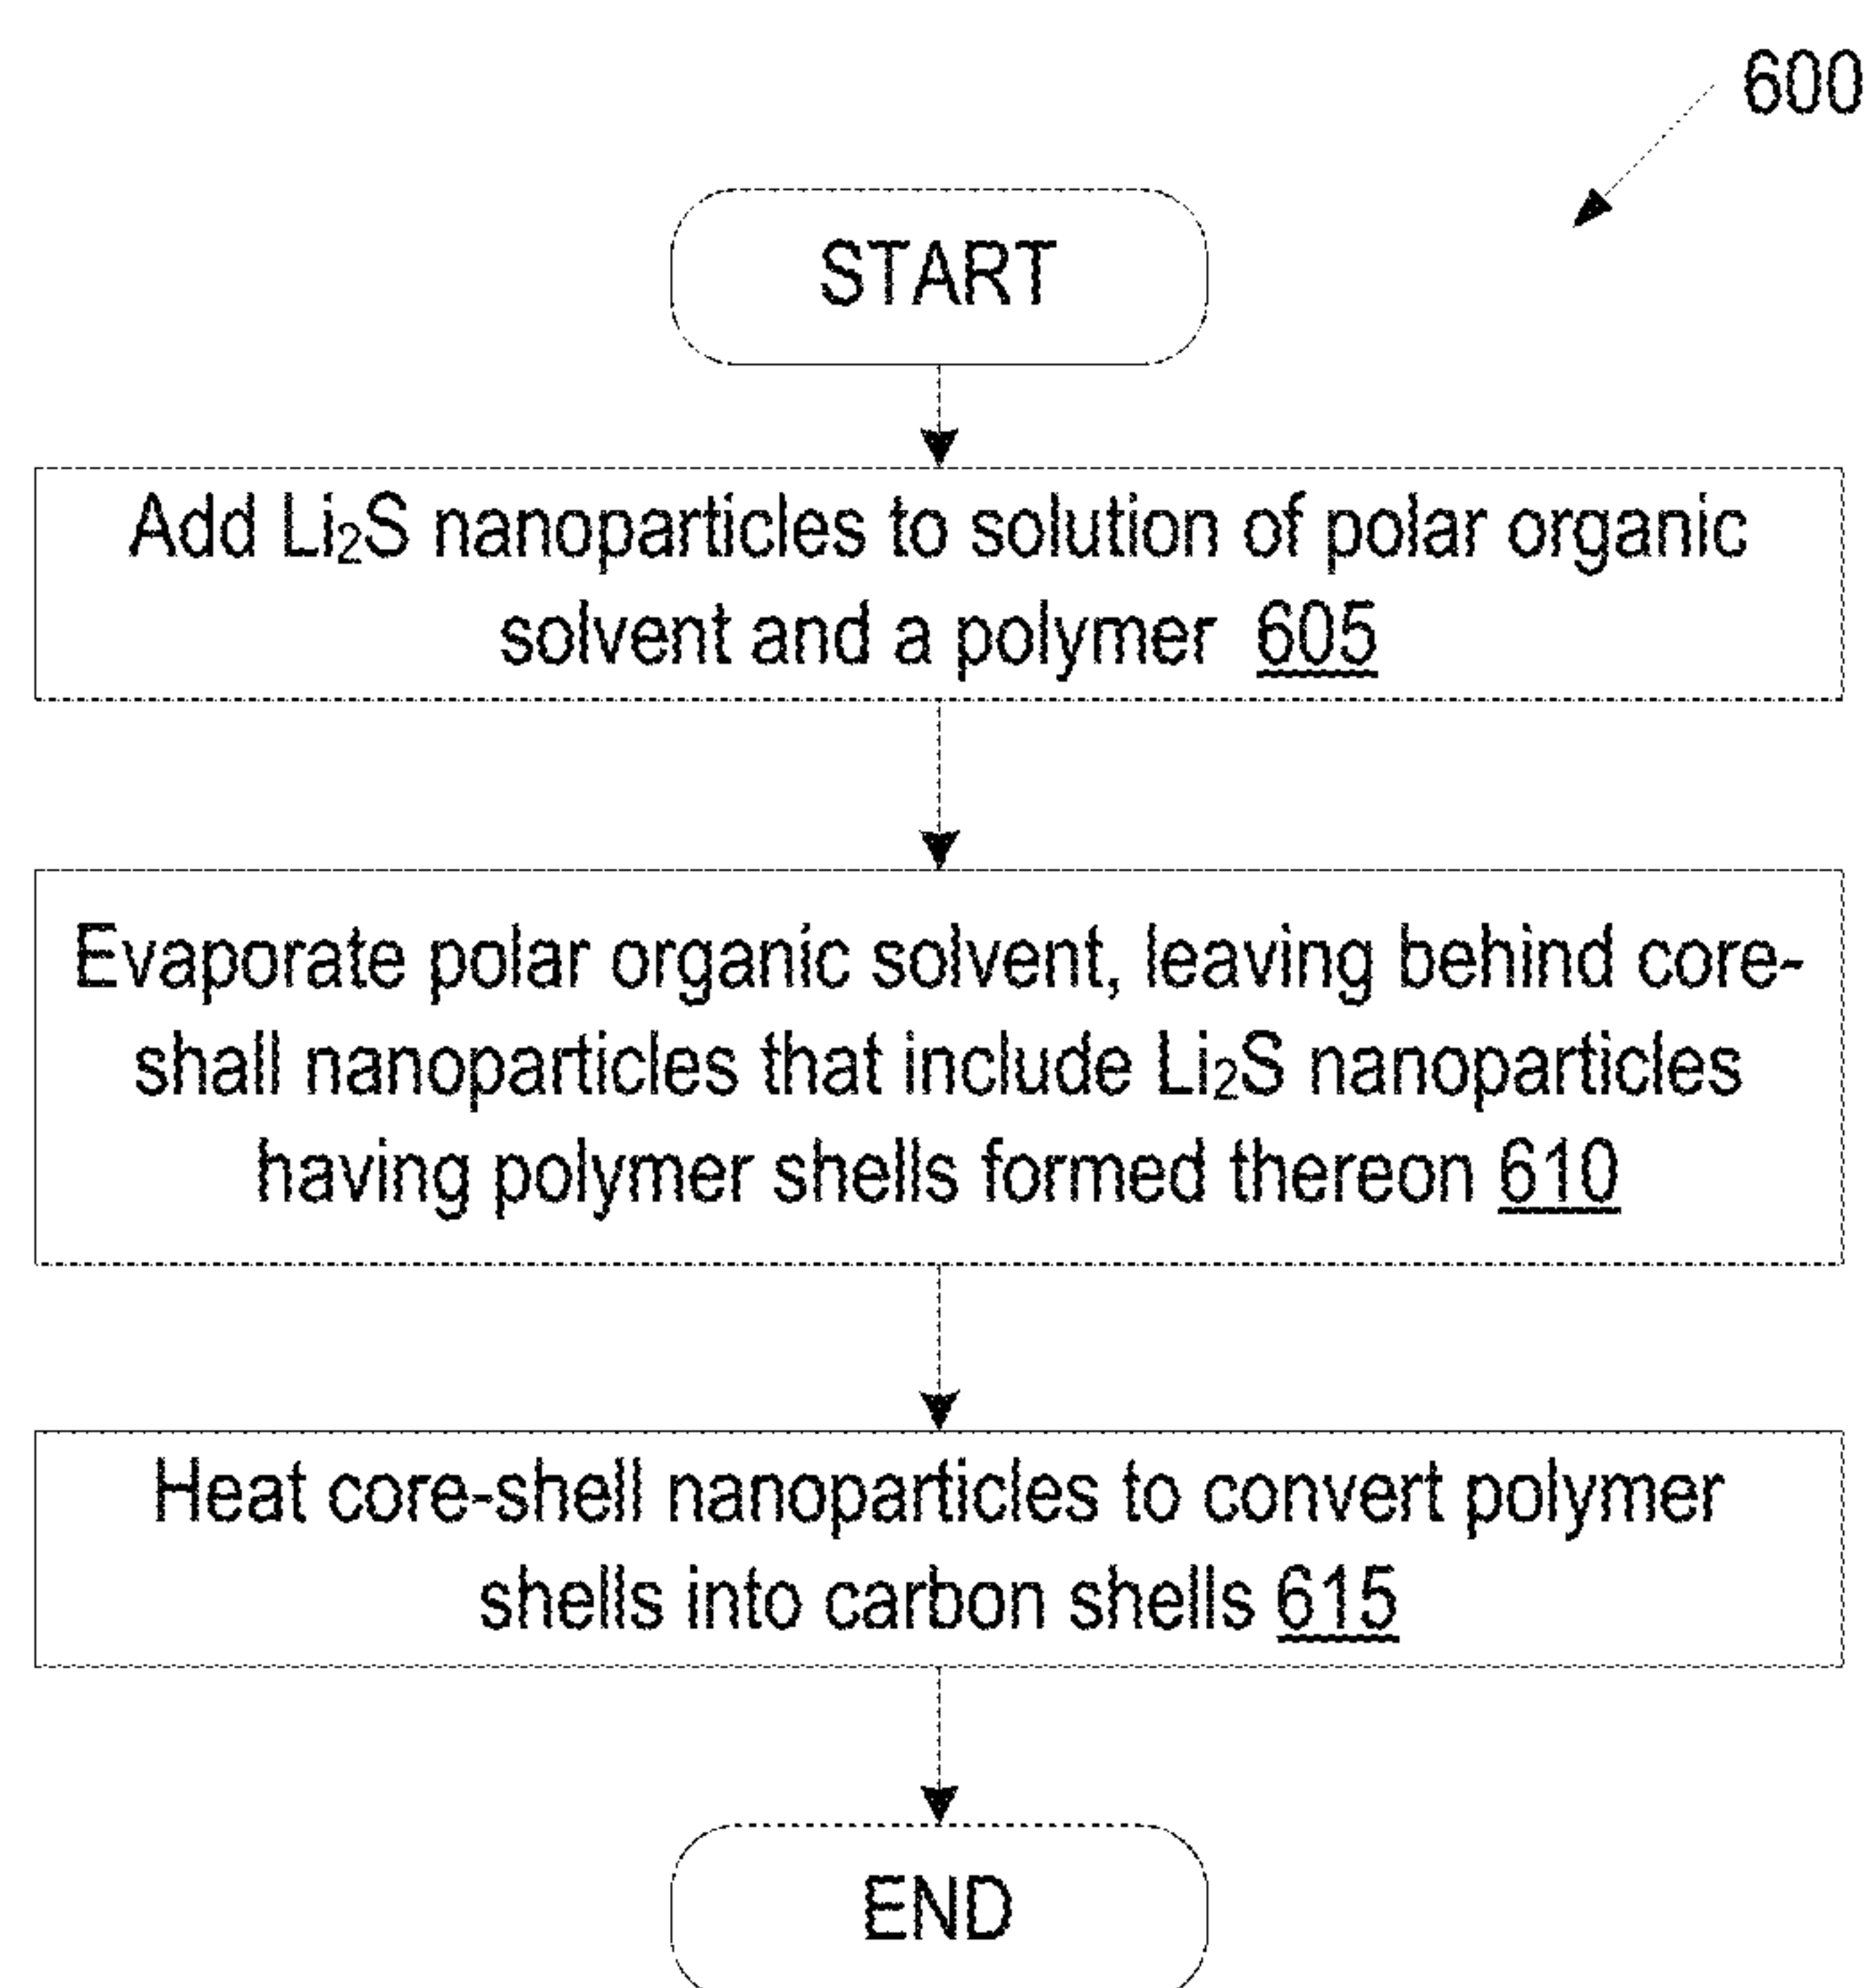 600
START
Add Li₂S nanoparticles to solution of polar organic
solvent and a polymer 605
Evaporate polar organic solvent, leaving behind core-
shall nanoparticles that include Li₂S nanoparticles
having polymer shells formed thereon 610
Heat core-shell nanoparticles to convert polymer
shells into carbon shells 615
END